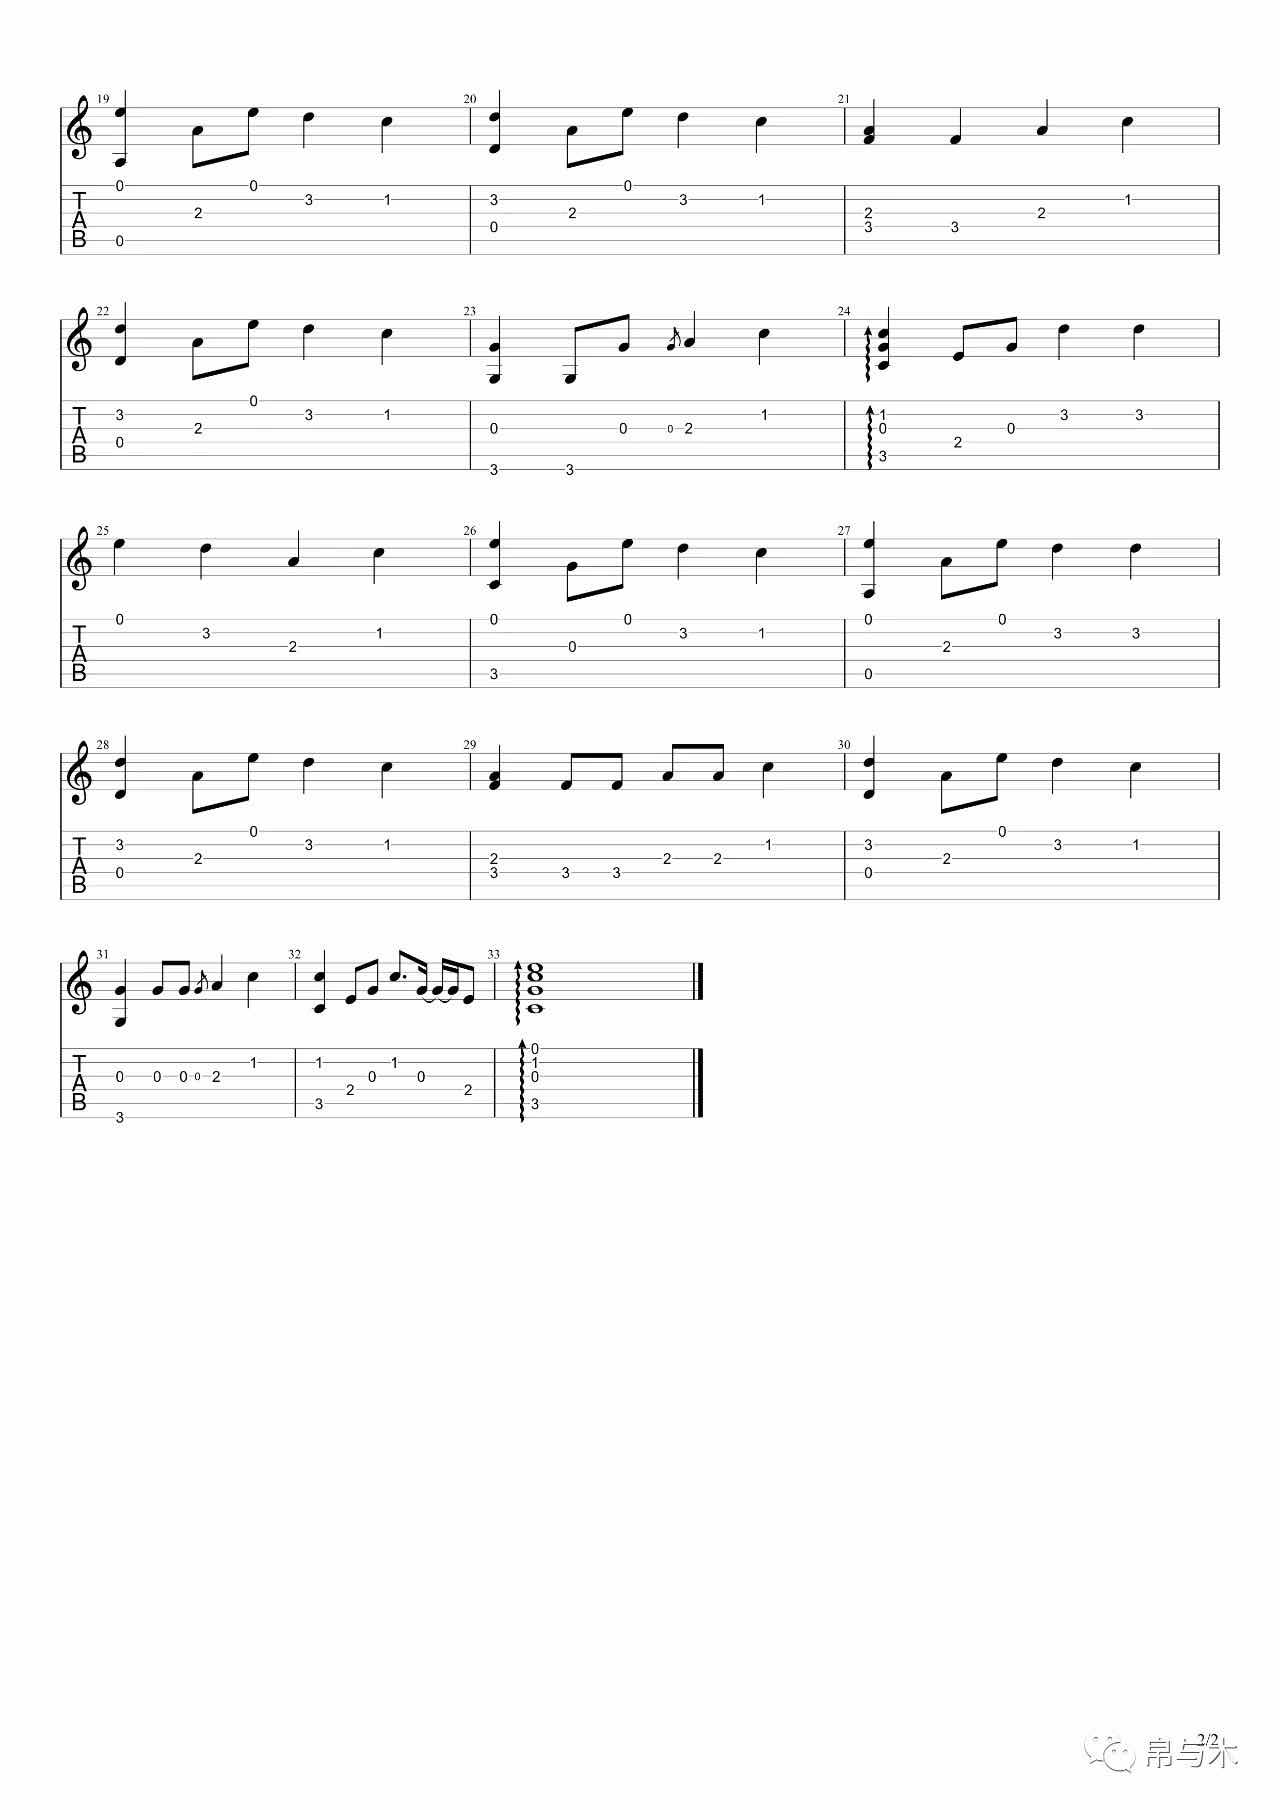 19 20 21
0 0 3 1 3 0 3 1 1
T 2 2 2 2
A 0 3 3
B 0
22 23 24
0
T 3 3 1 1 1 3 3
A 2 0 0 0 2 0 0
B 0 2
3
3 3
25 26 27
0 0 0 0 0
T 3 1 3 1 3 3
A 2 0 2
B 3 0
28 29 30
0 0
T 3 3 1 1 3 3 1
A 2 2 2 2 2
B 0 3 3 3 0
31 32 33
0
T 1 1 1 1
A 0 0 0 0 2 0 0 0
B 2 2
3 3
3
2/2
帛与木